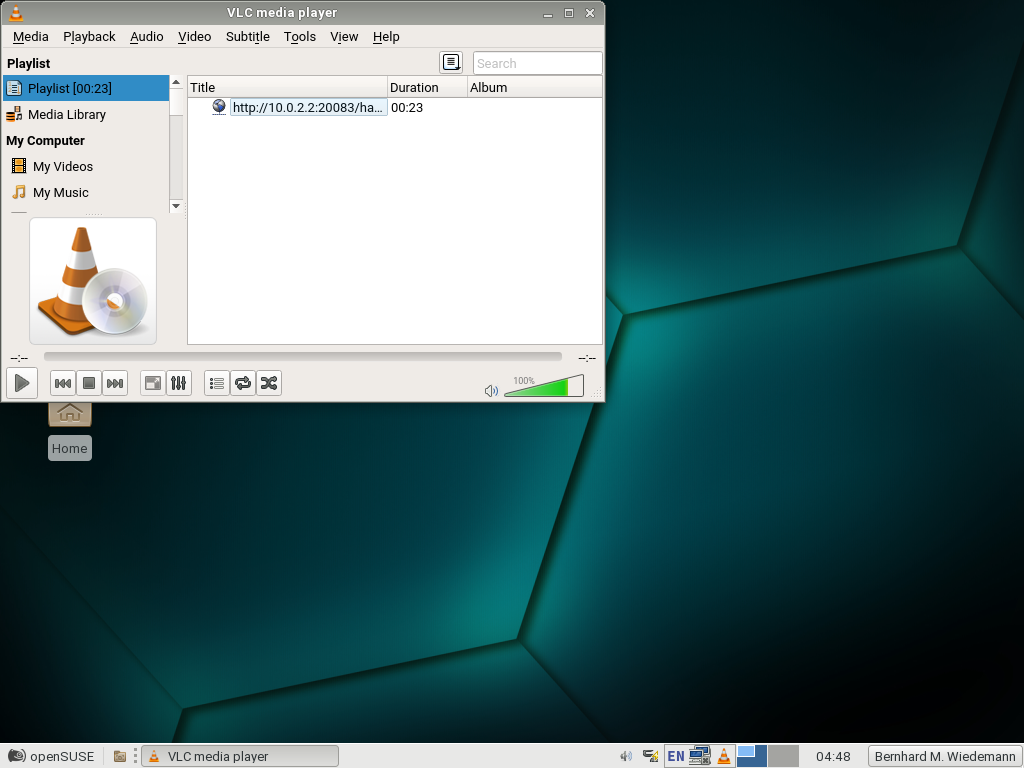 VLC media player
Media Playback Audio Video Subtitle Tools View Help
Playlist
Search
Playlist [00:23]
Media Library
My Computer
My Videos
My Music
Title Duration Album
http://10.0.2.2:20083/ha... 00:23
--:-- --:--
100%
Home
openSUSE VLC media player EN 04:48 Bernhard M. Wiedemann